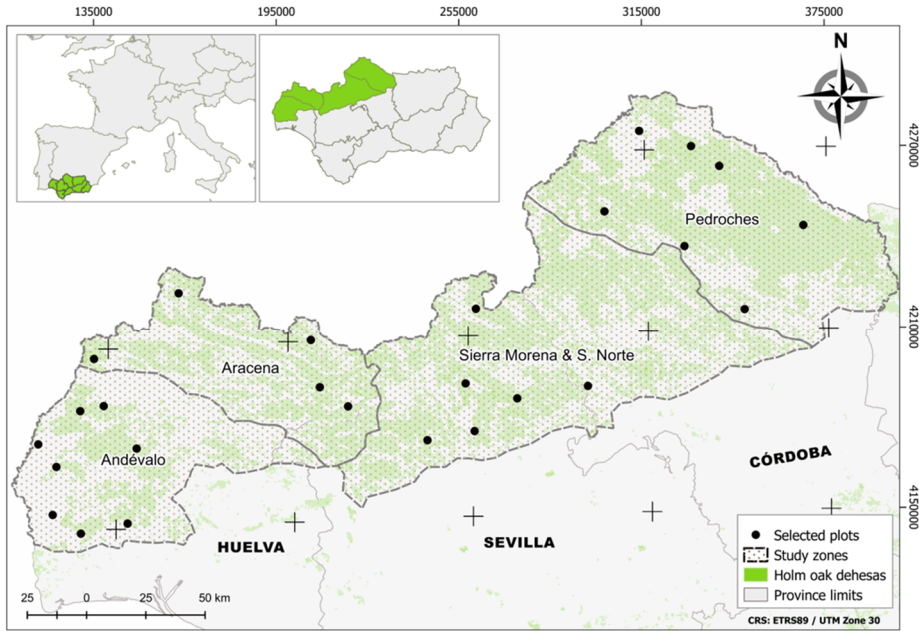 135000 195000 255000 315000 375000
N
4270000
Pedroches
4210000
Sierra Morena & S. Norte
Aracena
Andévalo
CÓRDOBA
4150000
HUELVA
SEVILLA
Selected plots
Study zones
Holm oak dehesas
Province limits
25 0 25 50 km
CRS: ETRS89 / UTM Zone 30